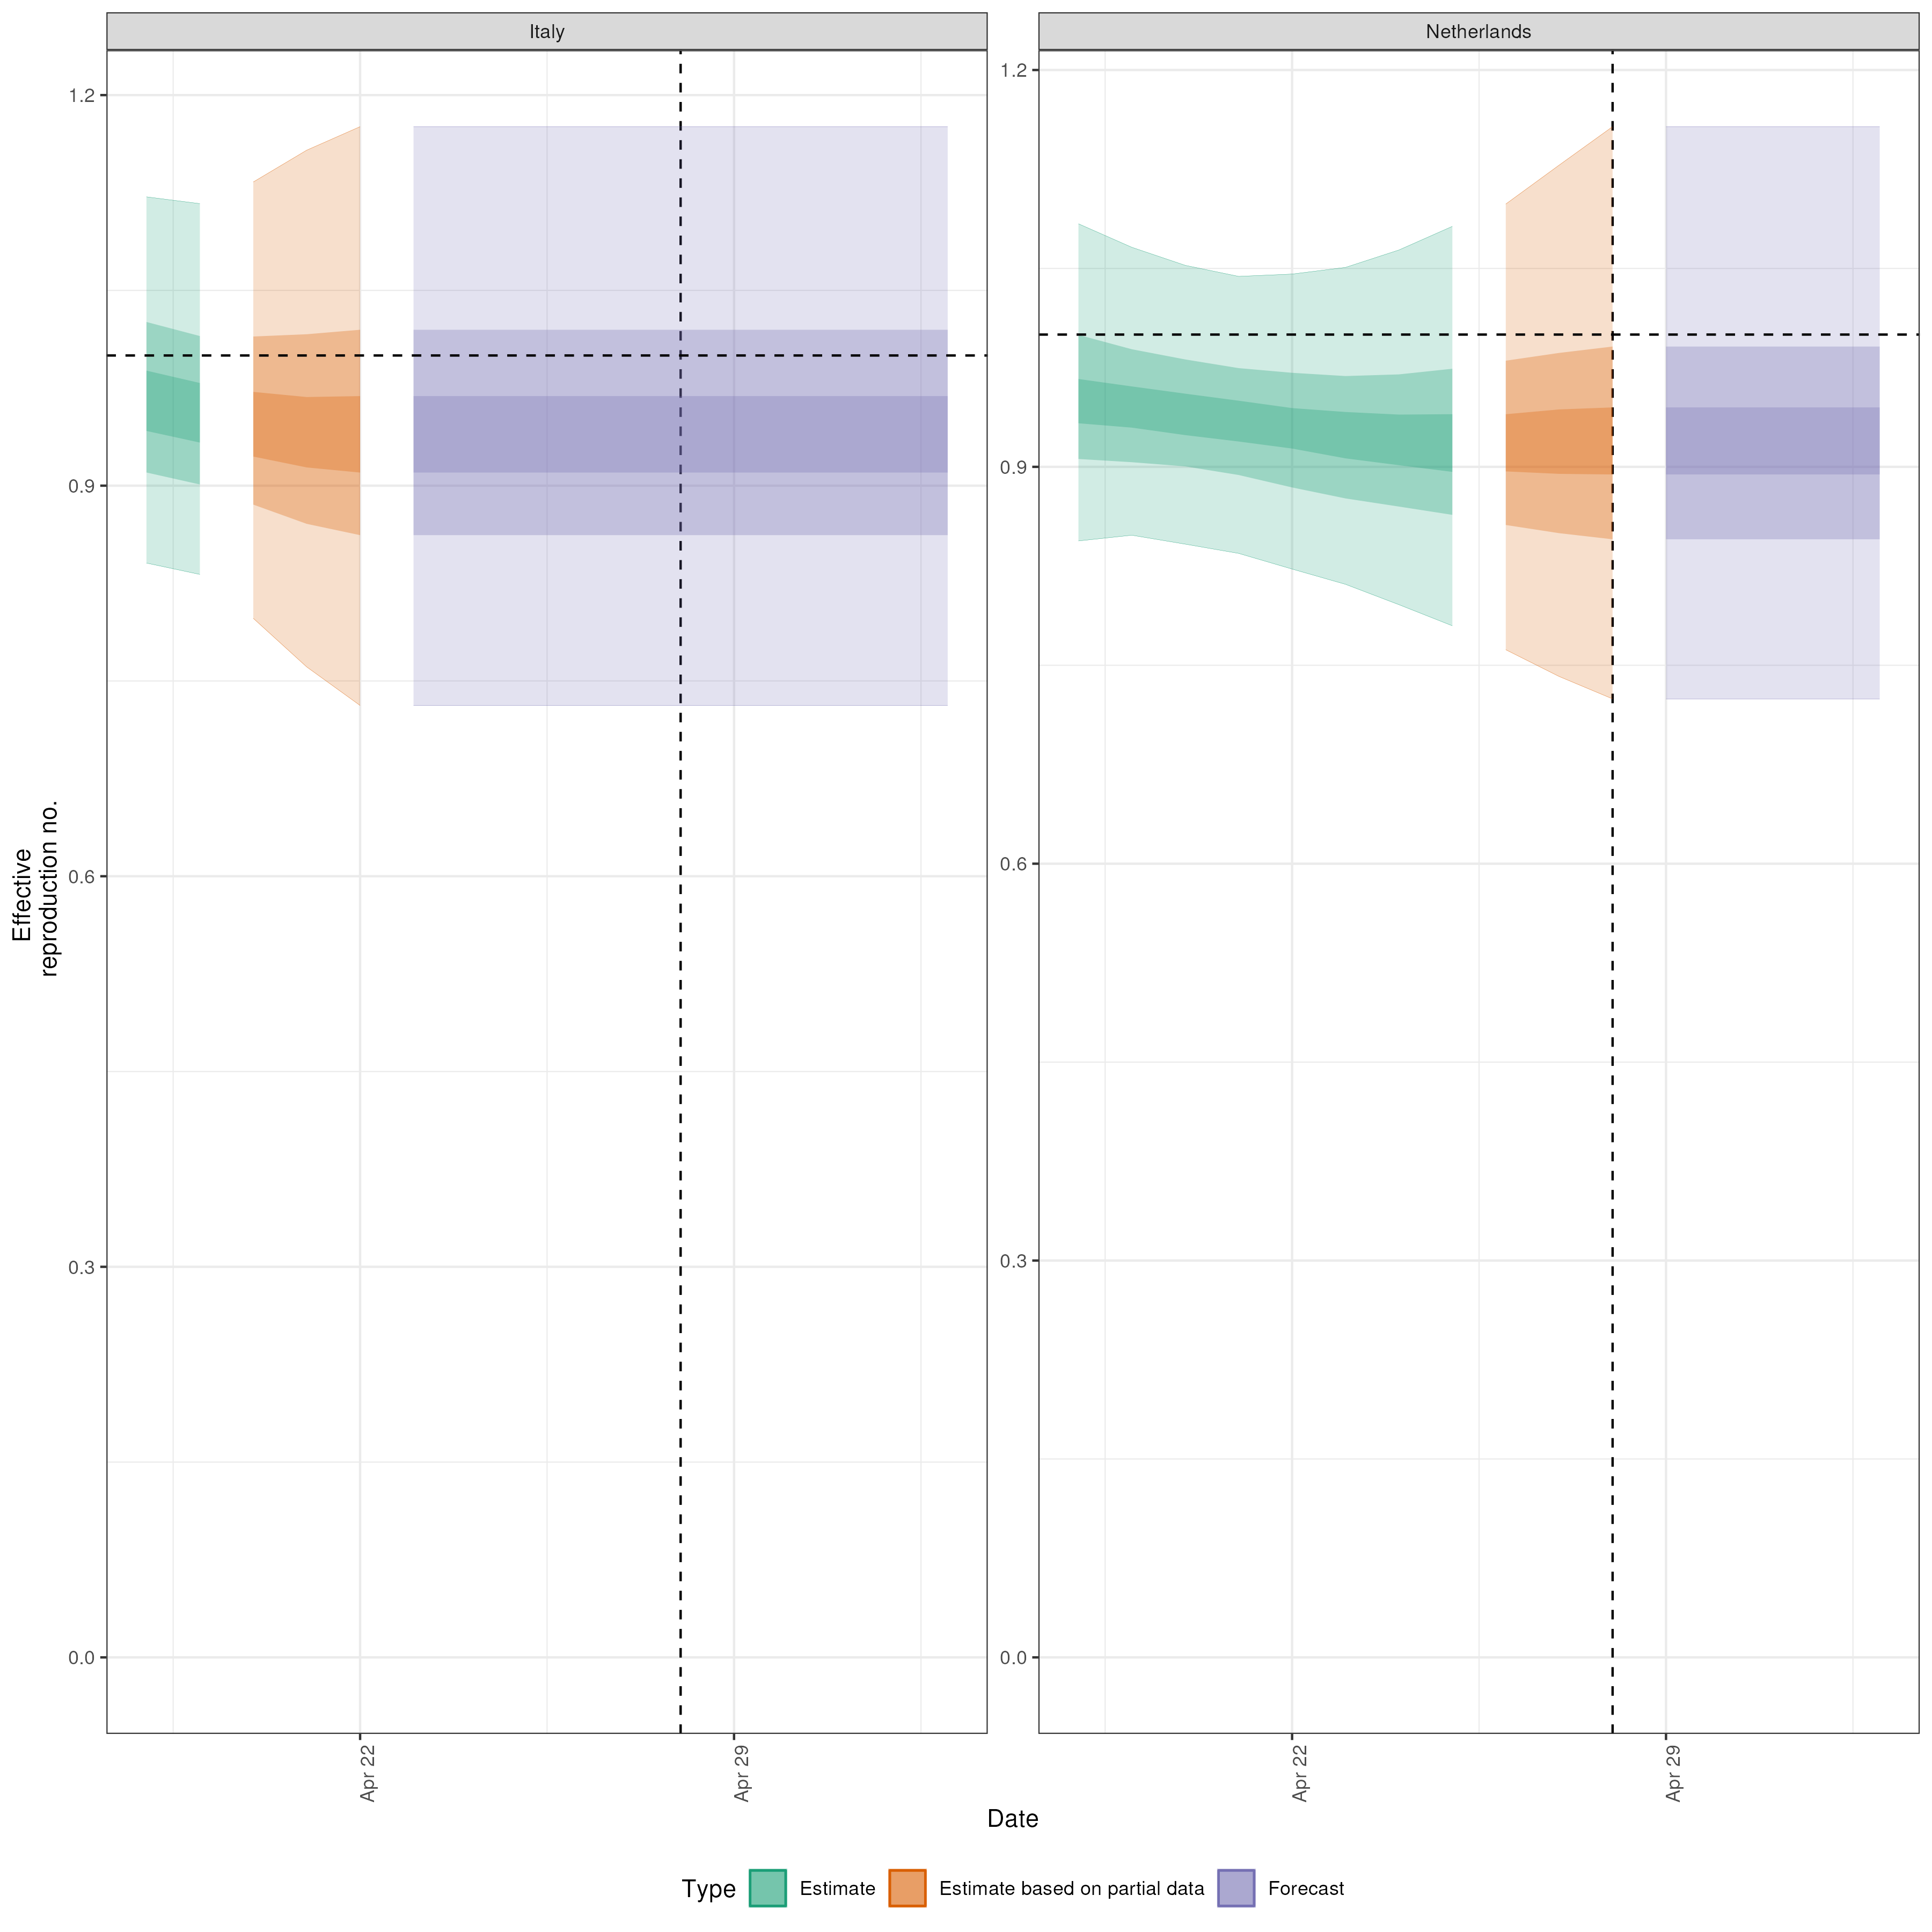 Italy
Netherlands
Effective
reproduction no.
1.2
0.9
0.6
0.3
0.0
1.2
0.9
0.6
0.3
0.0
Apr 22
Apr 29
Apr 22
Apr 29
Date
Type Estimate Estimate based on partial data Forecast